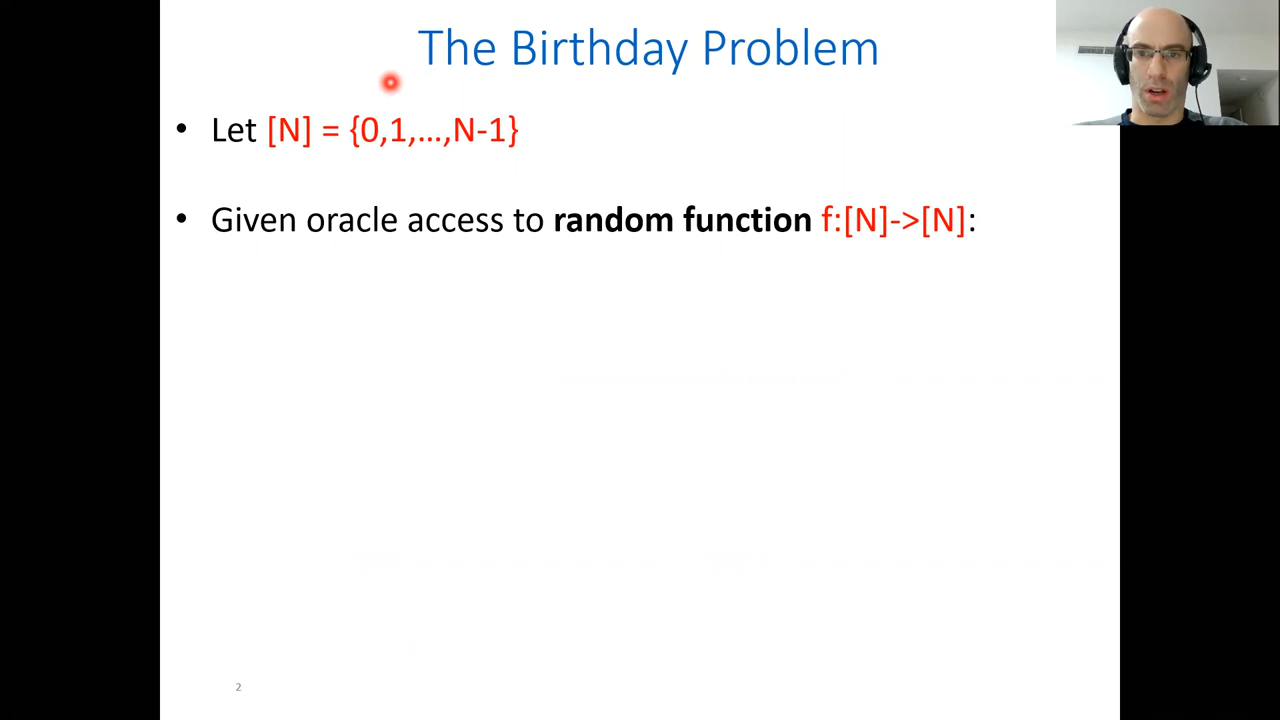 The Birthday Problem
• Let [N] = {0,1,...,N-1}
• Given oracle access to random function f:[N]->[N]:
2